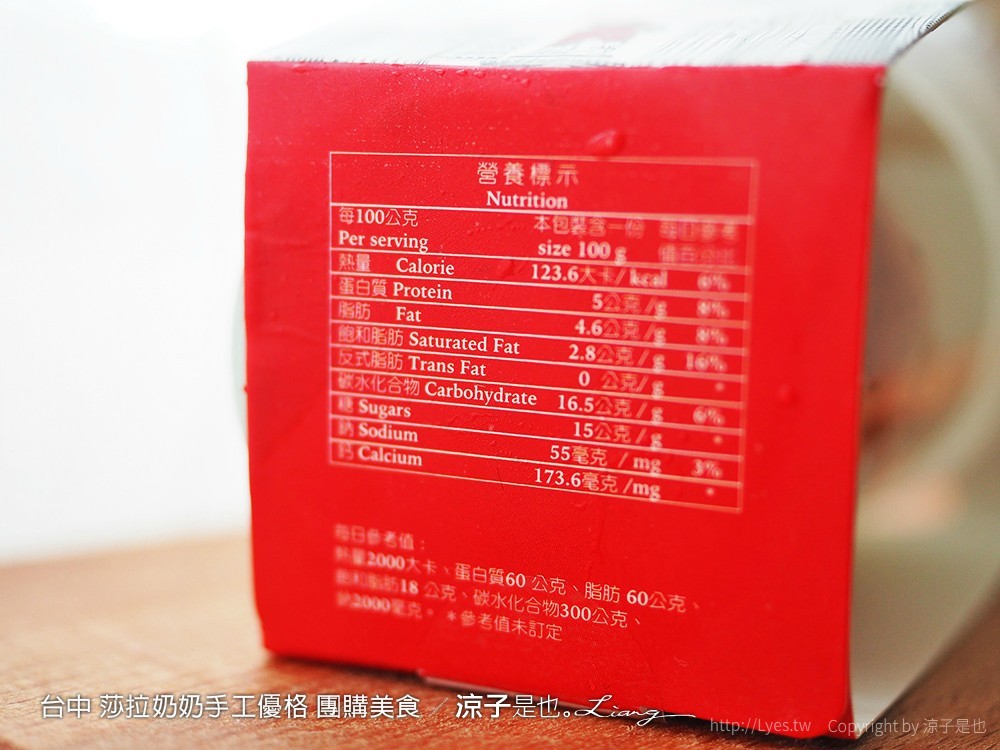 營養標示
Nutrition
每100公克 本包裝含一份 每日參考
Per serving size 100 g 值百分比
熱量 Calorie 123.6大卡/kcal 6%
蛋白質 Protein 5公克/g 8%
脂肪 Fat 4.6公克/g 8%
飽和脂肪 Saturated Fat 2.8公克/g 16%
反式脂肪 Trans Fat 0 公克/g *
碳水化合物 Carbohydrate 16.5公克/g 6%
糖 Sugars 15公克/g *
鈉 Sodium 55毫克 /mg 3%
鈣 Calcium 173.6毫克 /mg *
每日參考值：
熱量2000大卡、蛋白質60 公克、脂肪 60公克、
飽和脂肪18 公克、碳水化合物300公克、
鈉2000毫克。 *參考值未訂定
台中 莎拉奶奶手工優格 團購美食 / 涼子是也。Liang
http://Lyes.tw Copyright by 涼子是也